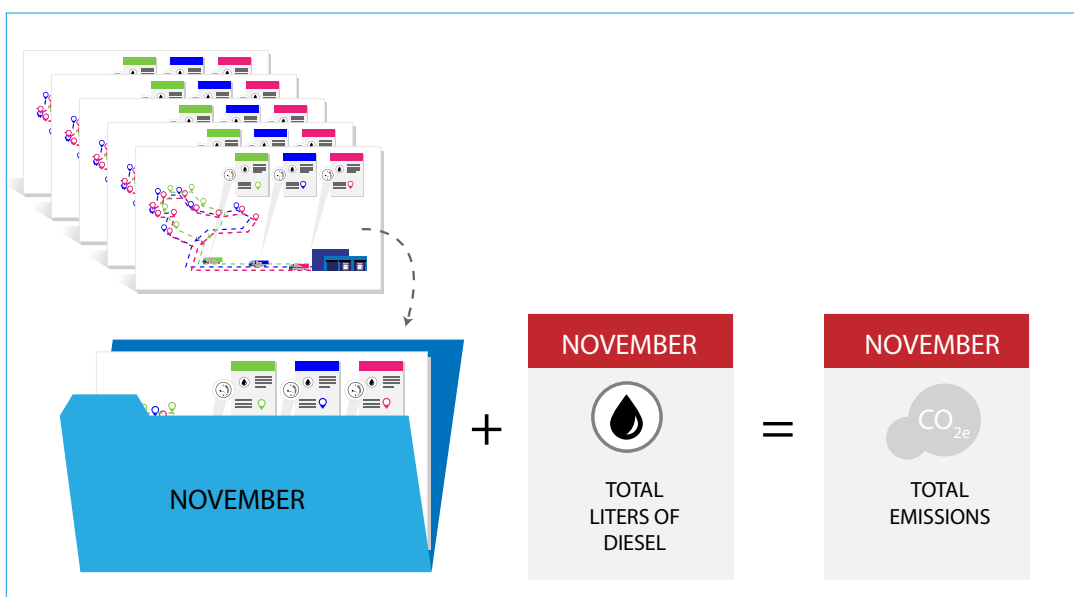 NOVEMBER
+
NOVEMBER
TOTAL
LITERS OF
DIESEL
=
NOVEMBER
CO2e
TOTAL
EMISSIONS